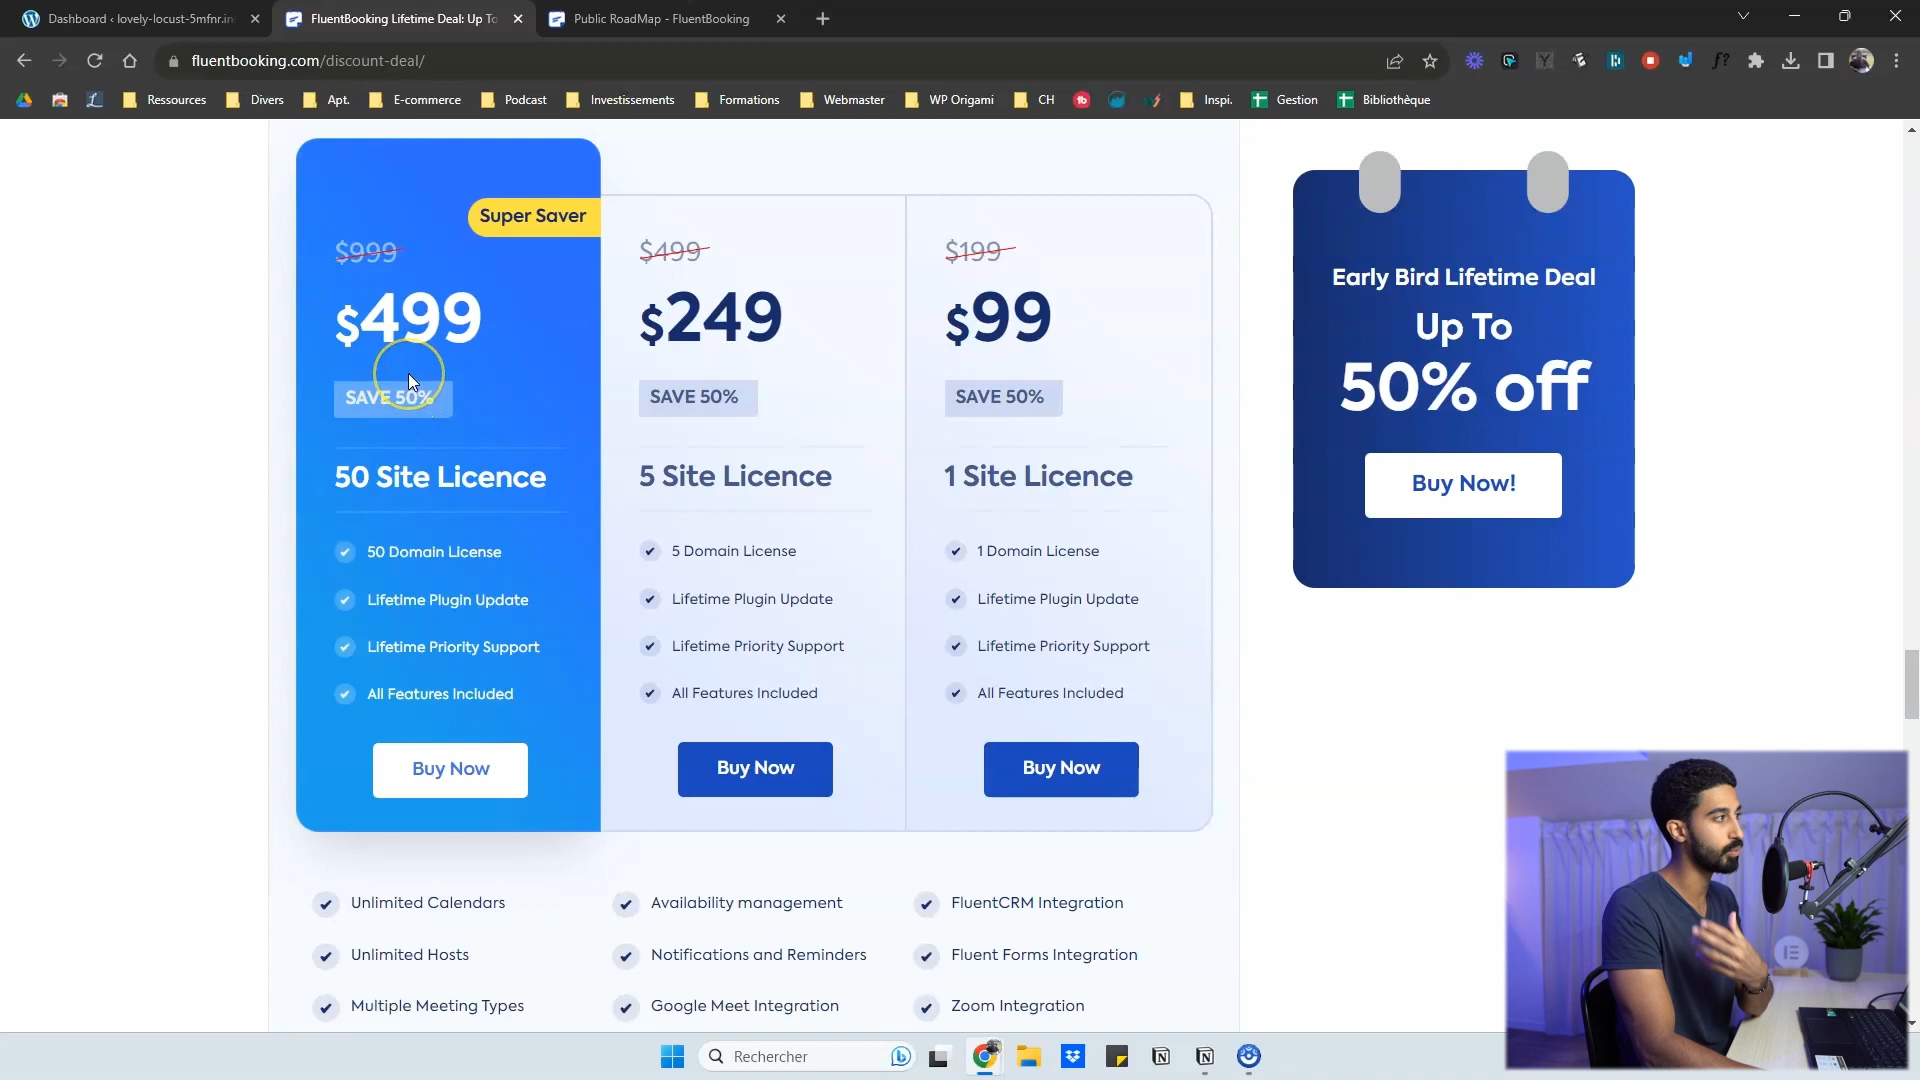 Dashboard ‹ lovely-locust-5mfnr.in
FluentBooking Lifetime Deal: Up To
Public RoadMap - FluentBooking
fluentbooking.com/discount-deal/
Ressources
Divers
Apt.
E-commerce
Podcast
Investissements
Formations
Webmaster
WP Origami
CH
Inspi.
Gestion
Bibliothèque
Super Saver
$999
$499
SAVE 50%
50 Site Licence
50 Domain License
Lifetime Plugin Update
Lifetime Priority Support
All Features Included
Buy Now
$499
$249
SAVE 50%
5 Site Licence
5 Domain License
Lifetime Plugin Update
Lifetime Priority Support
All Features Included
Buy Now
$199
$99
SAVE 50%
1 Site Licence
1 Domain License
Lifetime Plugin Update
Lifetime Priority Support
All Features Included
Buy Now
Early Bird Lifetime Deal
Up To
50% off
Buy Now!
Unlimited Calendars
Availability management
FluentCRM Integration
Unlimited Hosts
Notifications and Reminders
Fluent Forms Integration
Multiple Meeting Types
Google Meet Integration
Zoom Integration
Rechercher